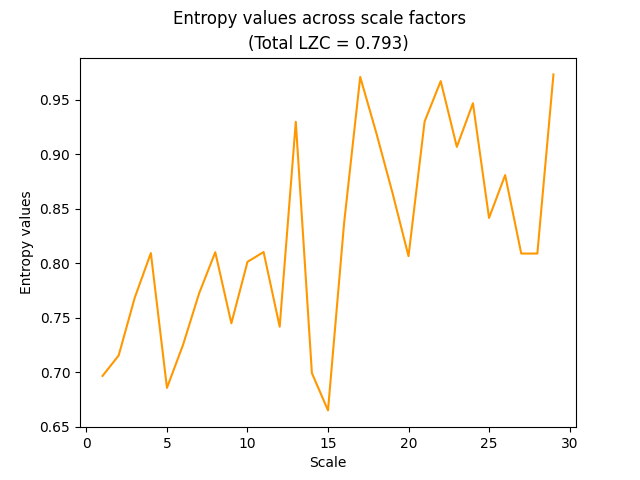 Entropy values across scale factors
(Total LZC = 0.793)
0.95
0.90
0.85
0.80
0.75
0.70
0.65
Entropy values
0 5 10 15 20 25 30
Scale